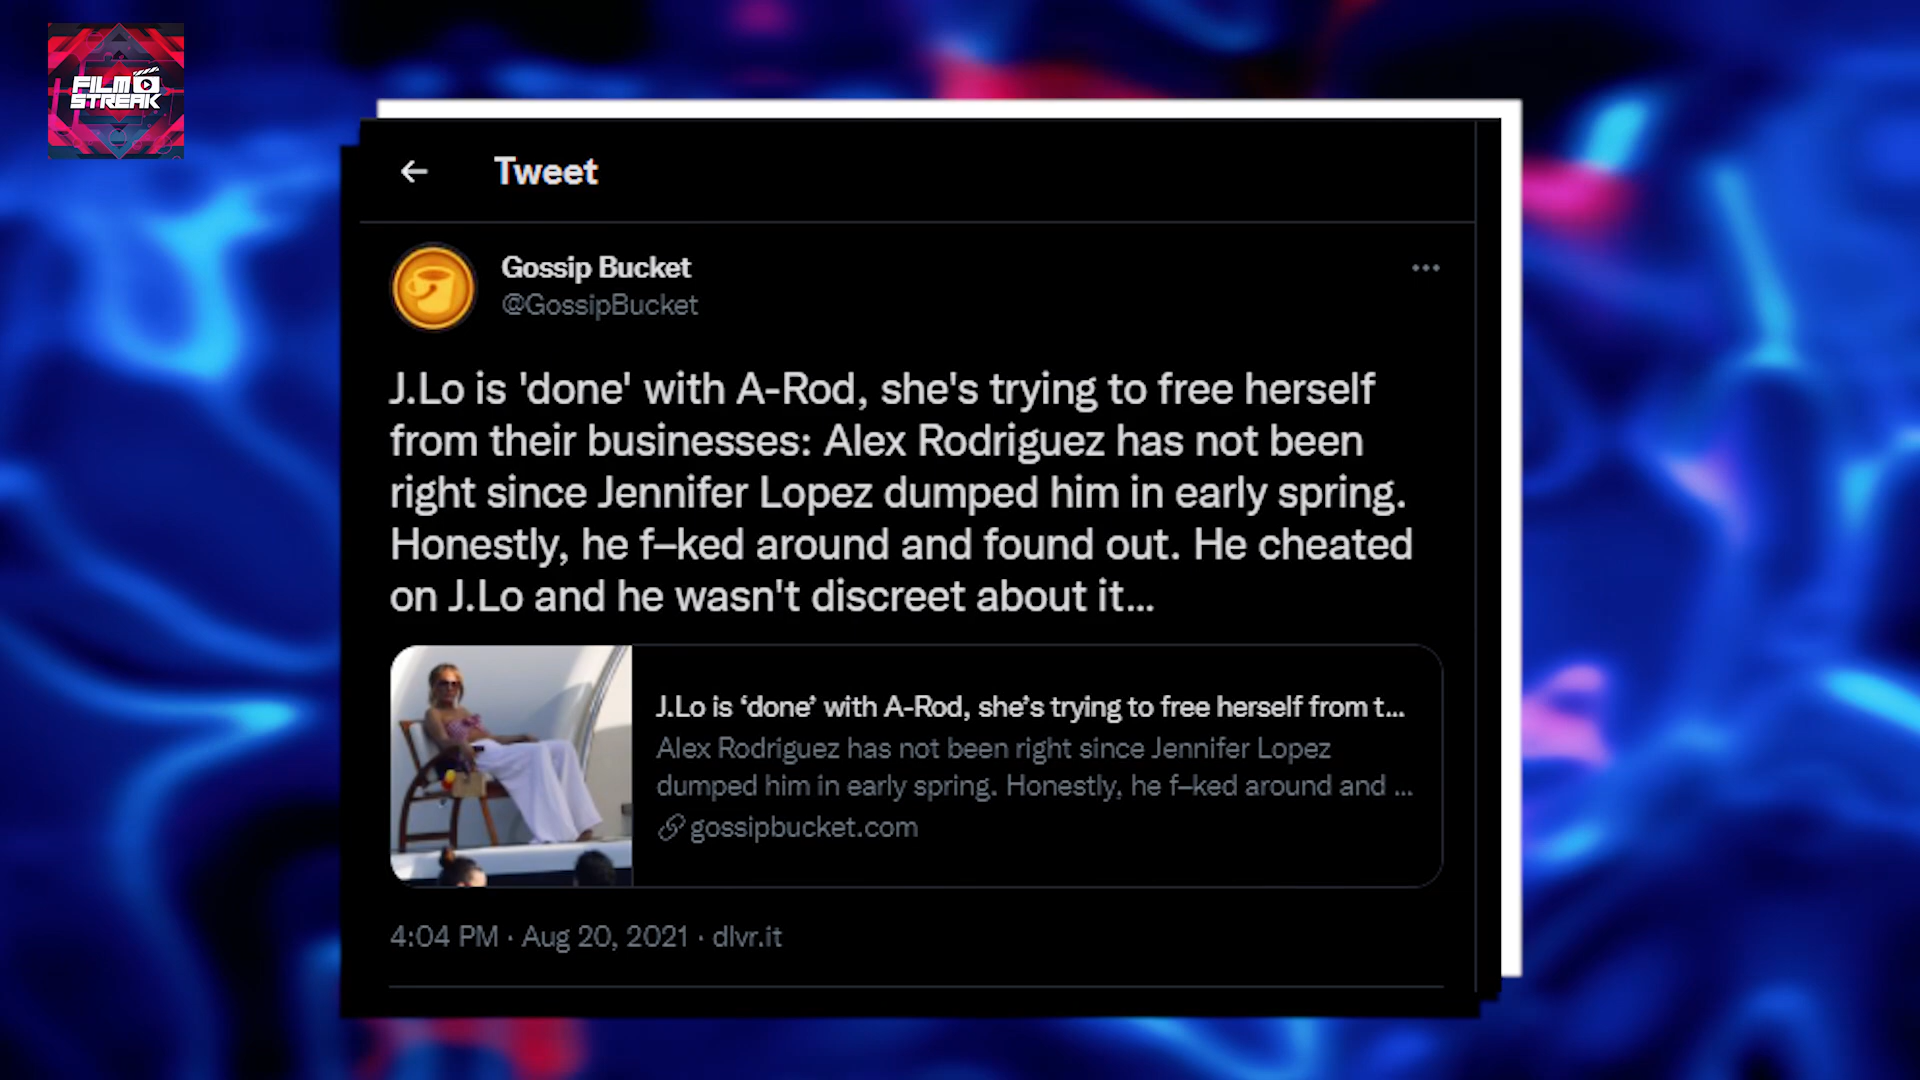 FILM
STREAK
Tweet
Gossip Bucket
@GossipBucket
J.Lo is 'done' with A-Rod, she's trying to free herself
from their businesses: Alex Rodriguez has not been
right since Jennifer Lopez dumped him in early spring.
Honestly, he f–ked around and found out. He cheated
on J.Lo and he wasn't discreet about it...
J.Lo is ‘done’ with A-Rod, she’s trying to free herself from t...
Alex Rodriguez has not been right since Jennifer Lopez
dumped him in early spring. Honestly, he f–ked around and ...
gossipbucket.com
4:04 PM · Aug 20, 2021 · dlvr.it